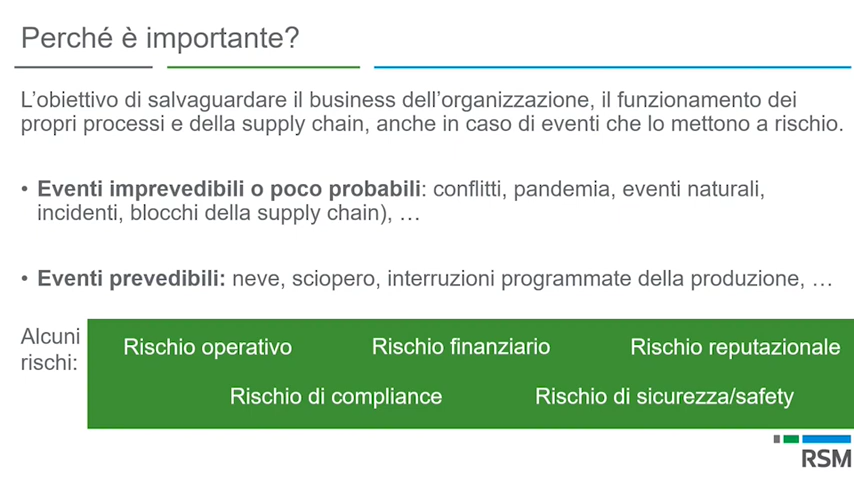 Perché è importante?
L’obiettivo di salvaguardare il business dell’organizzazione, il funzionamento dei
propri processi e della supply chain, anche in caso di eventi che lo mettono a rischio.
• Eventi imprevedibili o poco probabili: conflitti, pandemia, eventi naturali,
incidenti, blocchi della supply chain), …
• Eventi prevedibili: neve, sciopero, interruzioni programmate della produzione, …
Alcuni
rischi:
Rischio operativo Rischio finanziario Rischio reputazionale
Rischio di compliance Rischio di sicurezza/safety
RSM